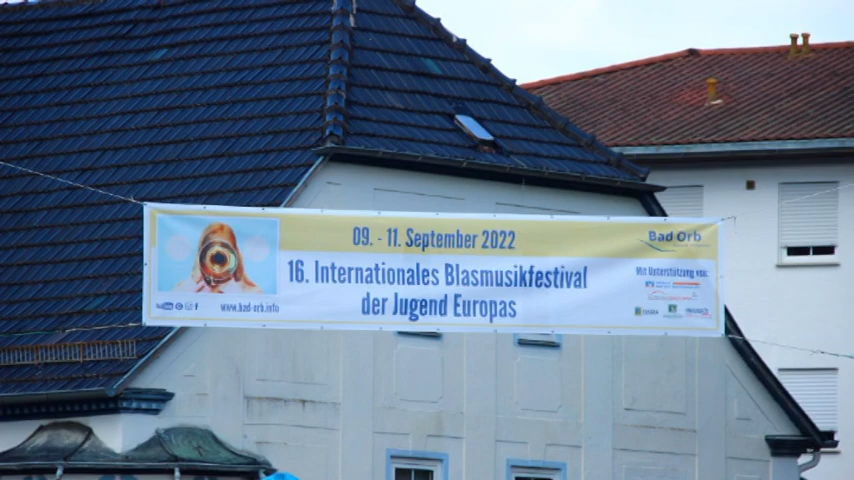 09. - 11. September 2022
16. Internationales Blasmusikfestival
der Jugend Europas
www.bad-orb.info
Bad Orb
Mit Unterstützung von: